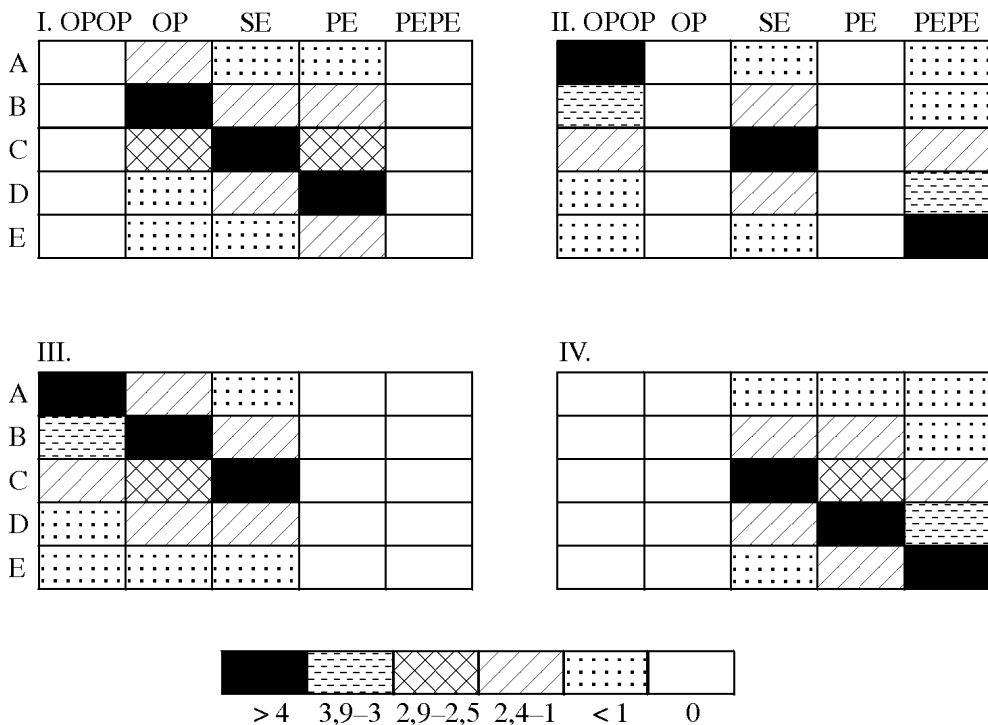 I. OPOP OP SE PE PEPE II. OPOP OP SE PE PEPE
A
B
C
D
E
III. IV.
A
B
C
D
E
> 4 3,9–3 2,9–2,5 2,4–1 < 1 0